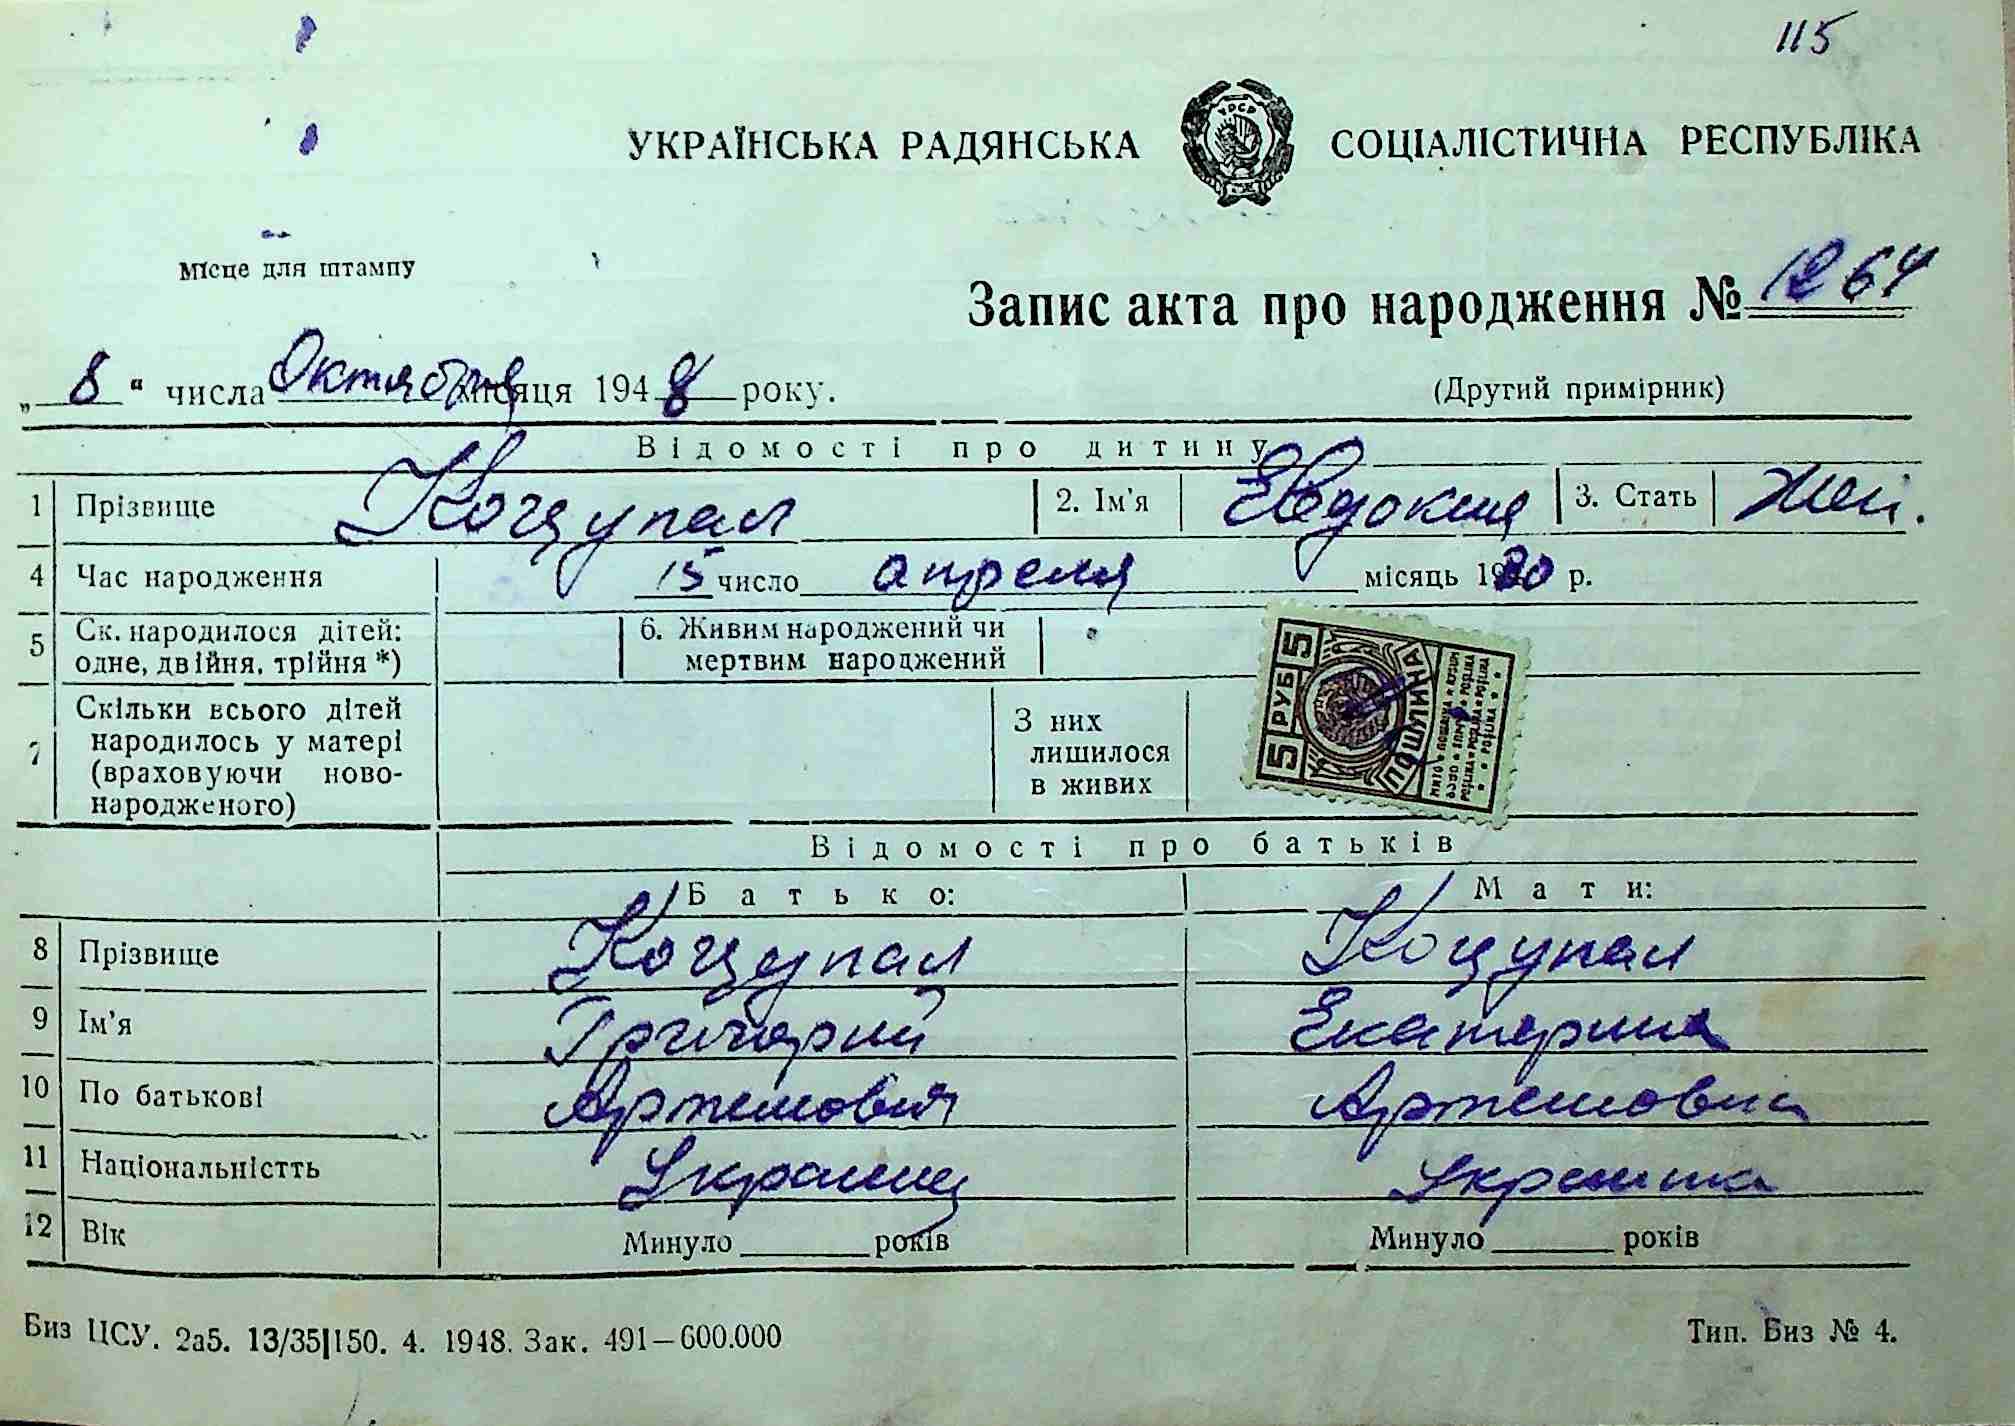 115
УКРАЇНСЬКА РАДЯНСЬКА СОЦІАЛІСТИЧНА РЕСПУБЛІКА
УРСР
Місце для штампу
Запис акта про народження № 1264
„ 8 " числа Октября місяця 1948 року.
(Другий примірник)
Відомості про дитину
1 Прізвище Коцупал 2. Ім'я Евдокия 3. Стать жен.
4 Час народження 15 число апреля місяць 1920 р.
5 Ск. народилося дітей: одне, двійня, трійня *) 6. Живим народжений чи мертвим народжений
7 Скільки всього дітей народилось у матері (враховуючи ново-народженого) З них лишилося в живих
5 РУБ 5
ПОШЛИНА
Відомості про батьків
Батько: Мати:
8 Прізвище Коцупал Коцупал
9 Ім'я Григорий Екатерина
10 По батькові Артемович Артемовна
11 Національністть Украинец Украинка
12 Вік Минуло років Минуло років
Биз ЦСУ. 2а5. 13/35|150. 4. 1948. Зак. 491—600.000
Тип. Биз № 4.